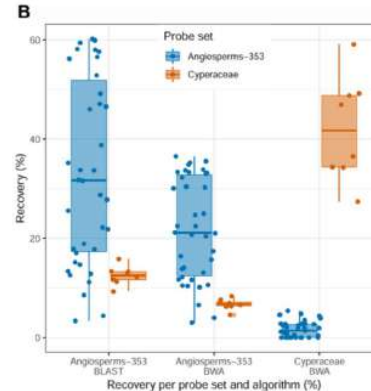 B
Probe set
Angiosperms-353
Cyperaceae
60
40
20
0
Recovery (%)
Angiosperms-353
BLAST
Angiosperms-353
BWA
Cyperaceae
BWA
Recovery per probe set and algorithm (%)